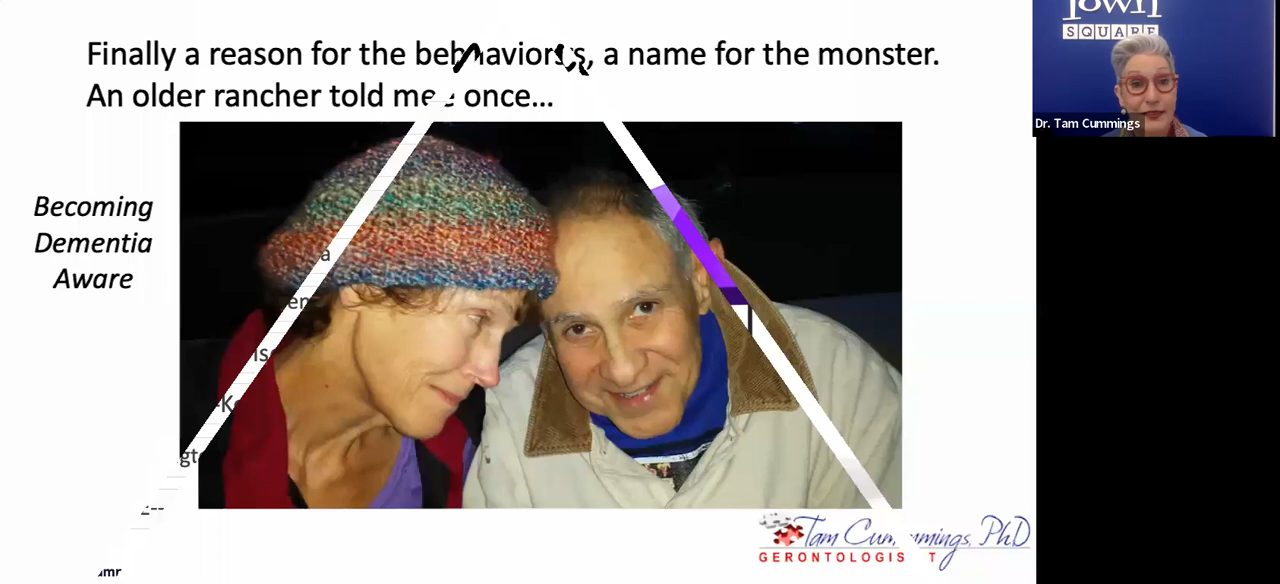 Finally a reason for the behaviors, a name for the monster.
An older rancher told me once...
Becoming
Dementia
Aware
Town
SQUARE
Dr. Tam Cummings
Tam Cummings, PhD
GERONTOLOGIST